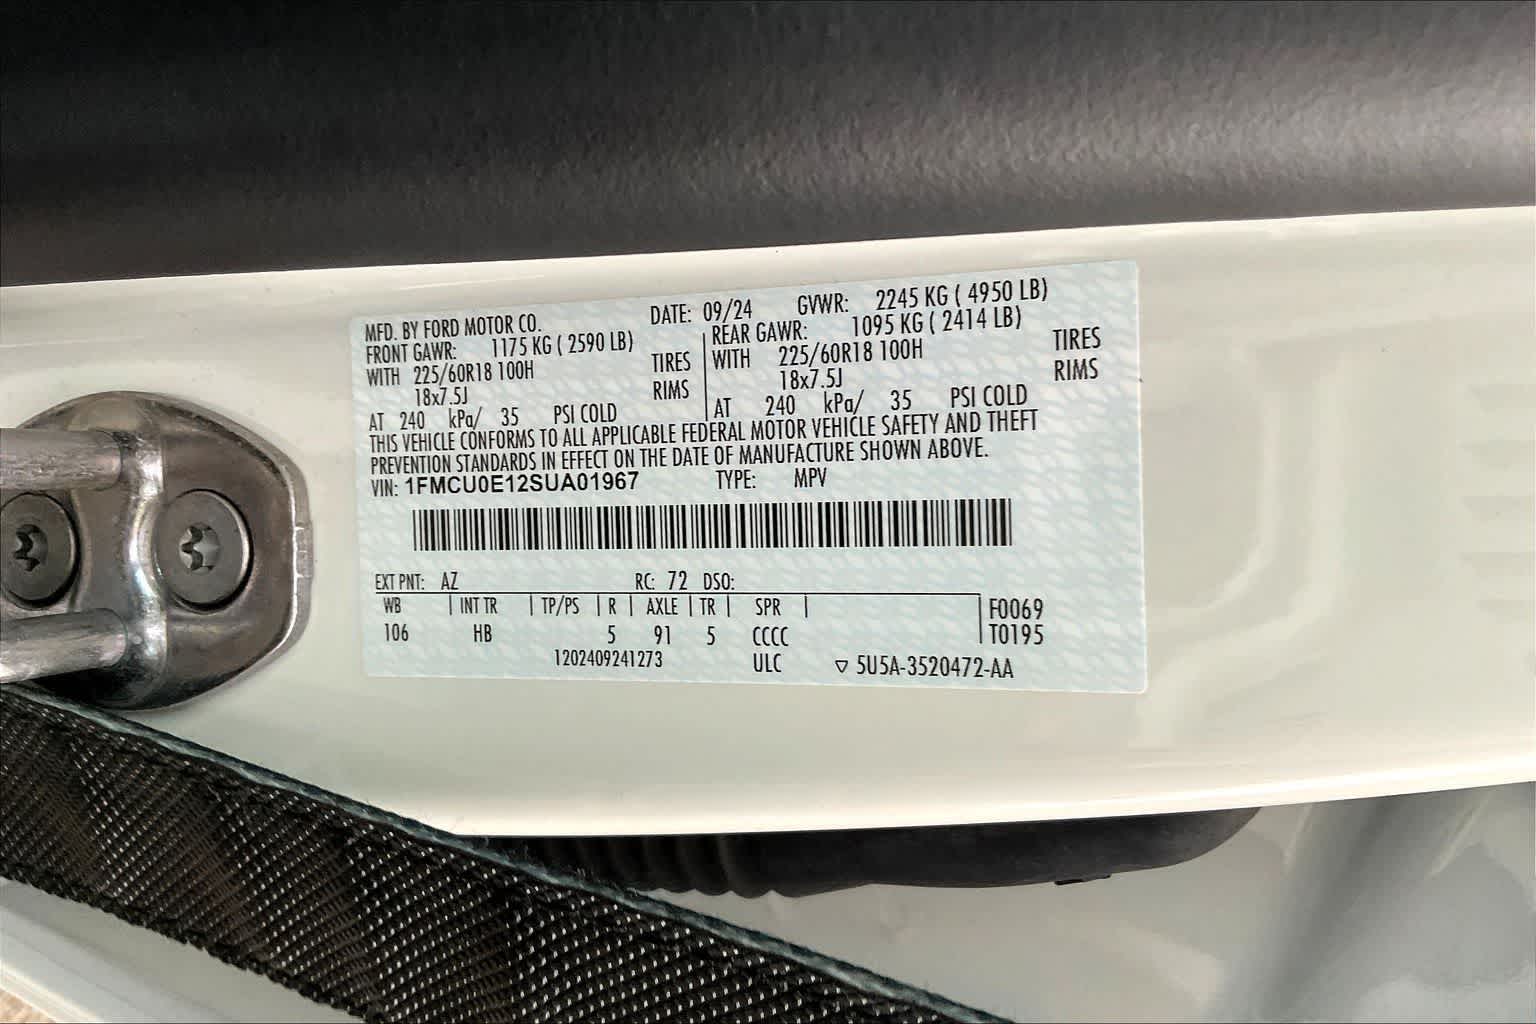 MFD. BY FORD MOTOR CO. DATE: 09/24 GVWR: 2245 KG ( 4950 LB)
FRONT GAWR: 1175 KG ( 2590 LB) REAR GAWR: 1095 KG ( 2414 LB)
WITH 225/60R18 100H TIRES WITH 225/60R18 100H TIRES
18x7.5J RIMS 18x7.5J RIMS
AT 240 kPa/ 35 PSI COLD AT 240 kPa/ 35 PSI COLD
THIS VEHICLE CONFORMS TO ALL APPLICABLE FEDERAL MOTOR VEHICLE SAFETY AND THEFT
PREVENTION STANDARDS IN EFFECT ON THE DATE OF MANUFACTURE SHOWN ABOVE.
VIN: 1FMCU0E12SUA01967 TYPE: MPV
EXT PNT: AZ RC: 72 DSO:
WB INT TR TP/PS R AXLE TR SPR F0069
106 HB 5 91 5 CCCC T0195
1202409241273 ULC ▽ 5U5A-3520472-AA